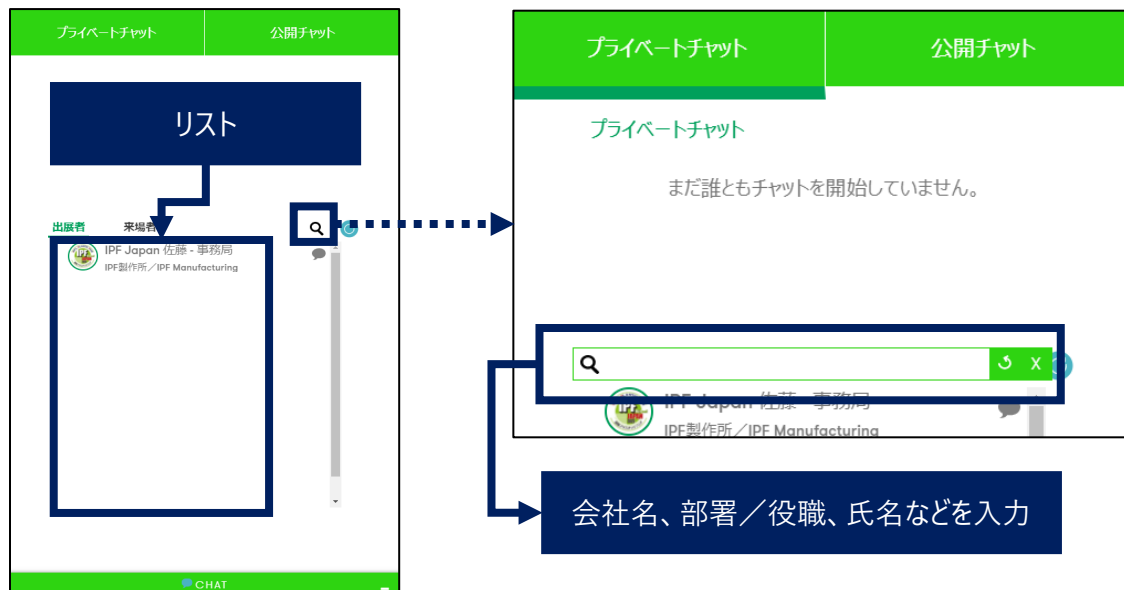 プライベートチャット
公開チャット
リスト
出展者
来場者
IPF Japan 佐藤 - 事務局
IPF製作所／IPF Manufacturing
CHAT
プライベートチャット
公開チャット
プライベートチャット
まだ誰ともチャットを開始していません。
X
IPF Japan 佐藤 - 事務局
IPF製作所／IPF Manufacturing
会社名、部署／役職、氏名などを入力